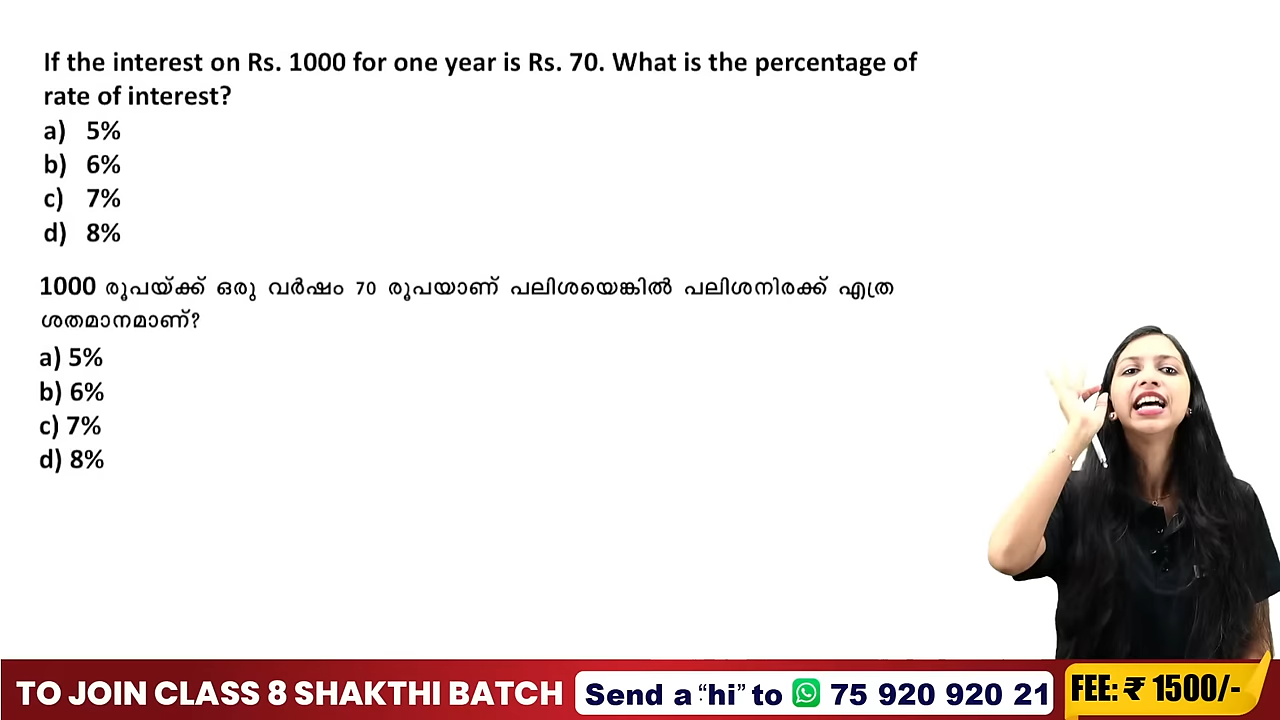 If the interest on Rs. 1000 for one year is Rs. 70. What is the percentage of
rate of interest?
a) 5%
b) 6%
c) 7%
d) 8%
1000 രൂപയ്ക്ക് ഒരു വർഷം 70 രൂപയാണ് പലിശയെങ്കിൽ പലിശനിരക്ക് എത്ര
ശതമാനമാണ്?
a) 5%
b) 6%
c) 7%
d) 8%
TO JOIN CLASS 8 SHAKTHI BATCH Send a “hi” to 75 920 920 21 FEE: ₹ 1500/-